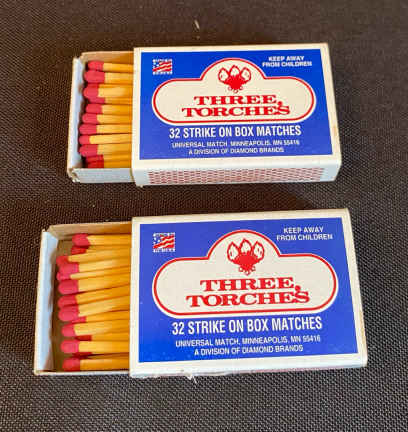 KEEP AWAY
FROM CHILDREN
THREE
TORCHES
32 STRIKE ON BOX MATCHES
UNIVERSAL MATCH, MINNEAPOLIS, MN 55416
A DIVISION OF DIAMOND BRANDS
KEEP AWAY
FROM CHILDREN
THREE
TORCHES
32 STRIKE ON BOX MATCHES
UNIVERSAL MATCH, MINNEAPOLIS, MN 55416
A DIVISION OF DIAMOND BRANDS